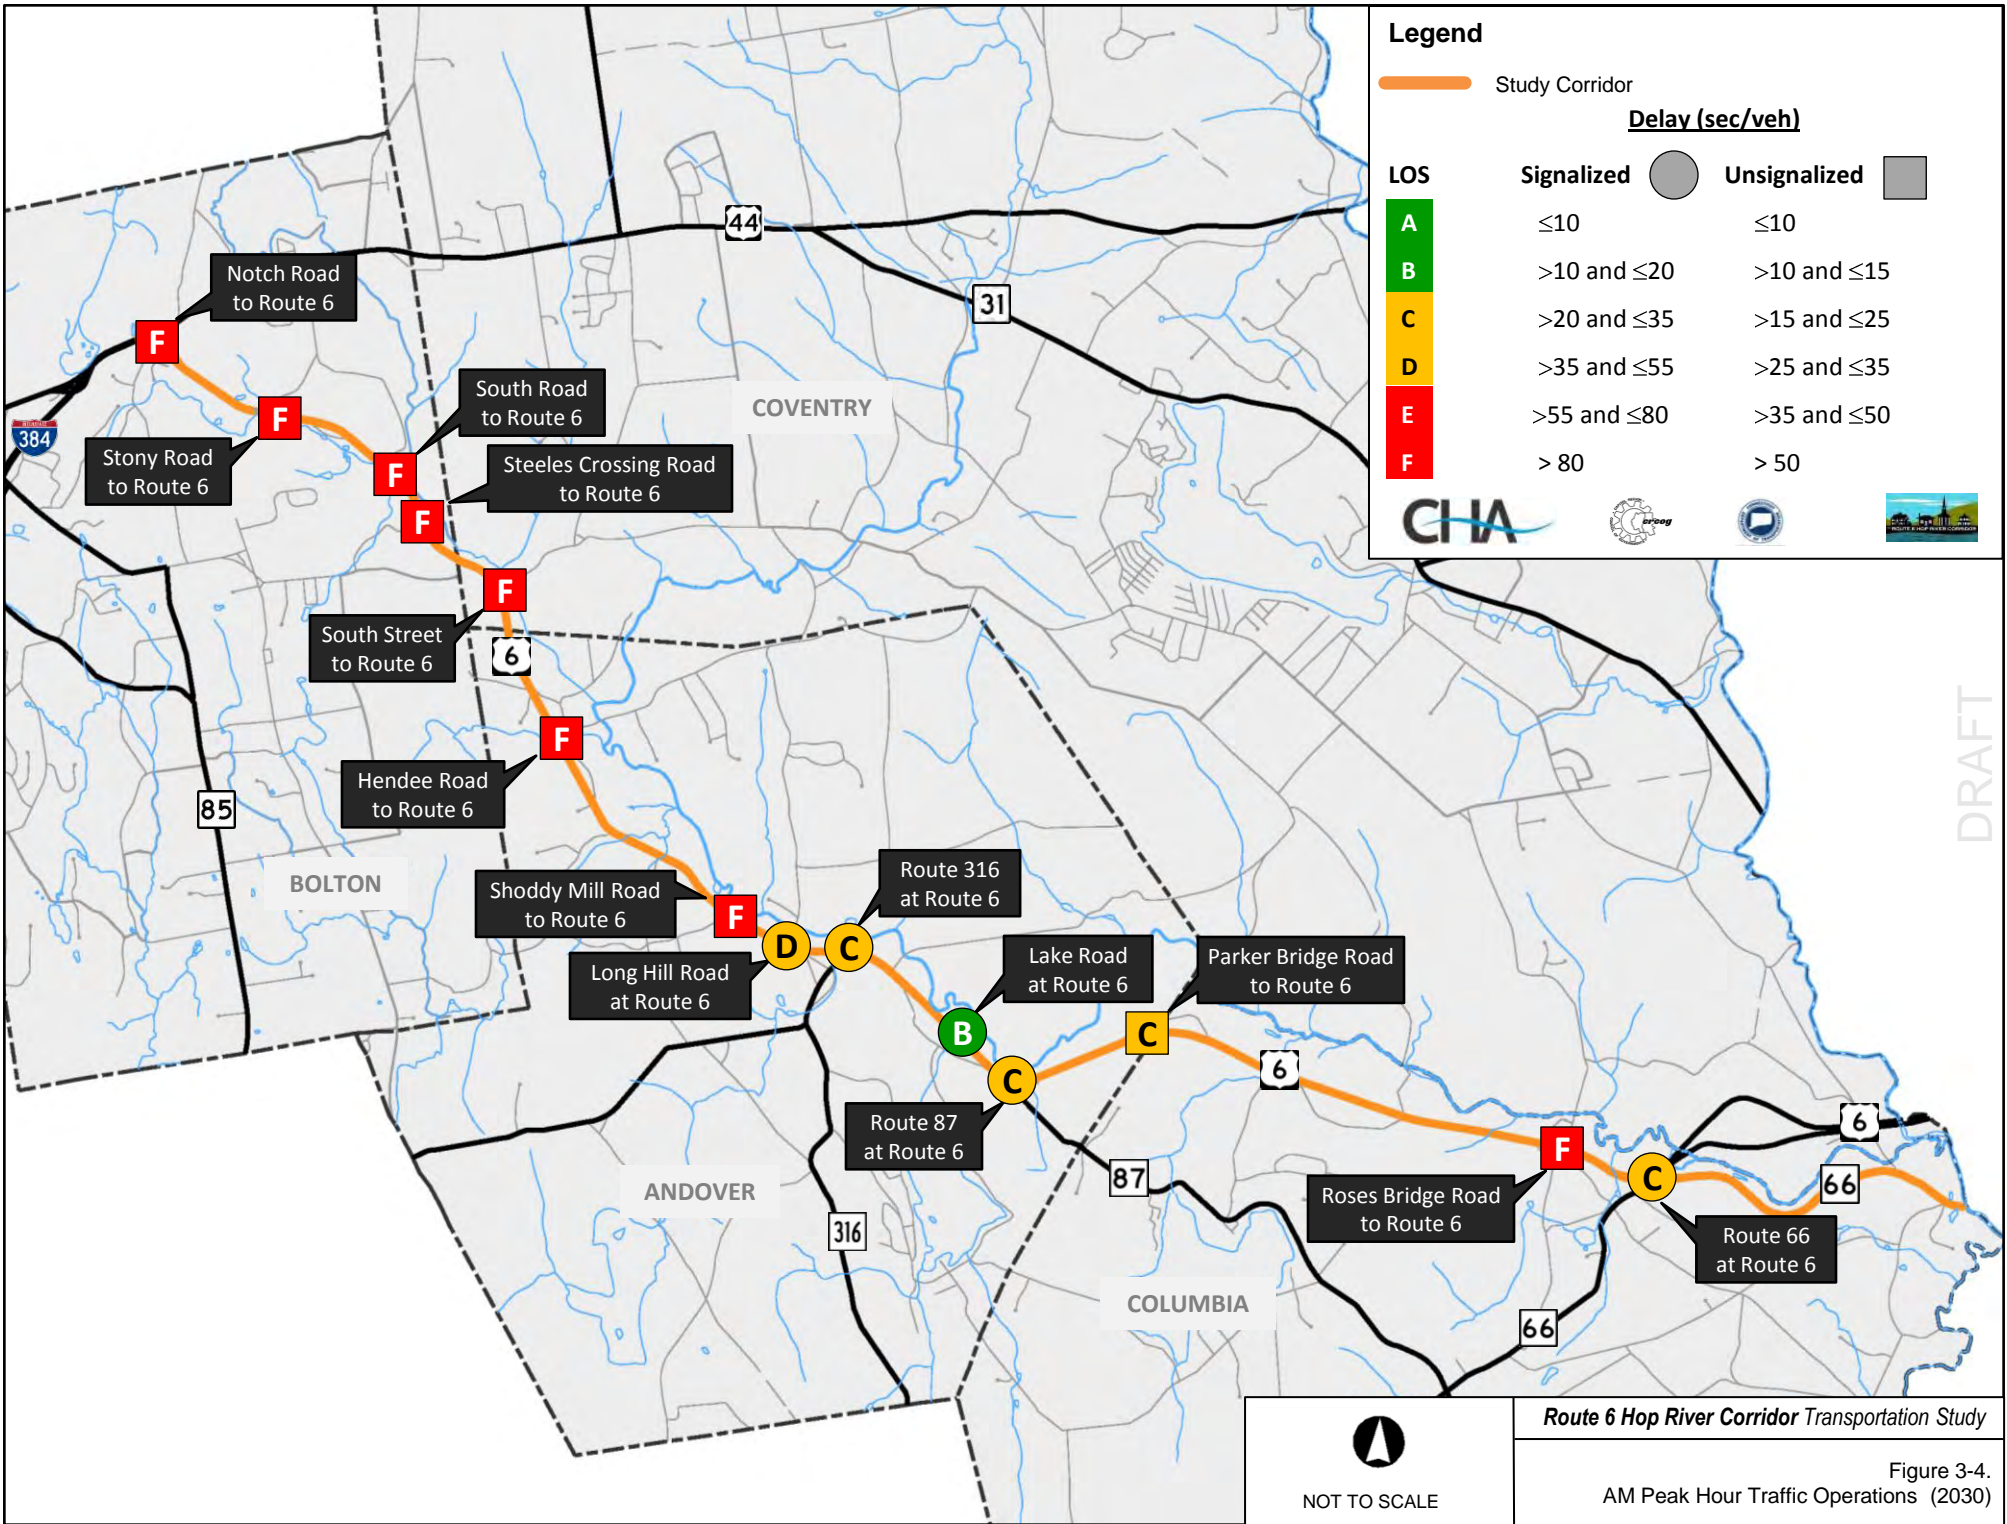 Legend
Study Corridor
Delay (sec/veh)
LOS Signalized Unsignalized
A ≤10 ≤10
B >10 and ≤20 >10 and ≤15
C >20 and ≤35 >15 and ≤25
D >35 and ≤55 >25 and ≤35
E >55 and ≤80 >35 and ≤50
F > 80 > 50
CHA
crcog
ROUTE 6 HOP RIVER CORRIDOR
44
31
INTERSTATE
384
Notch Road
to Route 6
F
Stony Road
to Route 6
F
South Road
to Route 6
F
Steeles Crossing Road
to Route 6
F
COVENTRY
South Street
to Route 6
F
6
Hendee Road
to Route 6
F
85
BOLTON
Shoddy Mill Road
to Route 6
F
Long Hill Road
at Route 6
D
Route 316
at Route 6
C
Lake Road
at Route 6
B
Parker Bridge Road
to Route 6
C
Route 87
at Route 6
C
6
87
ANDOVER
316
COLUMBIA
Roses Bridge Road
to Route 6
F
C
Route 66
at Route 6
6
66
66
DRAFT
NOT TO SCALE
Route 6 Hop River Corridor Transportation Study
Figure 3-4.
AM Peak Hour Traffic Operations (2030)